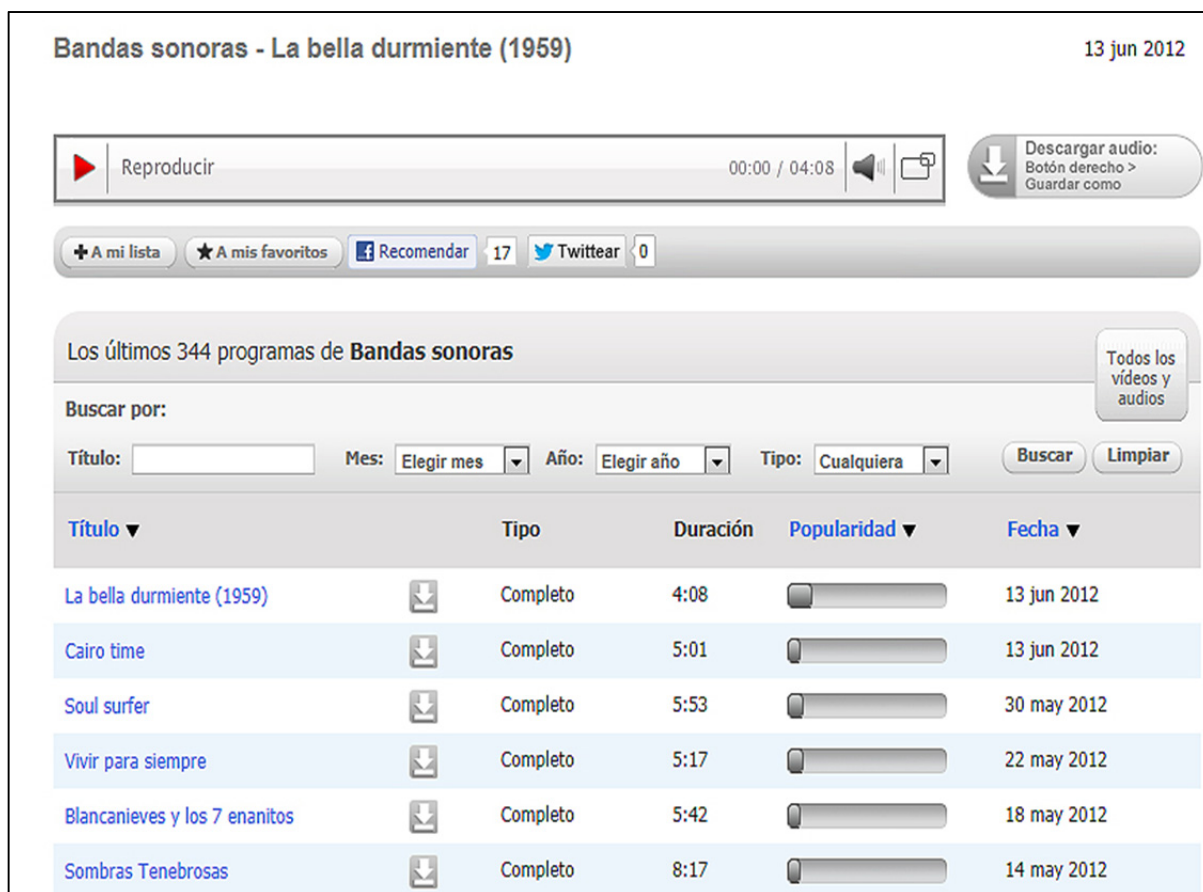 Bandas sonoras - La bella durmiente (1959) 13 jun 2012
Reproducir 00:00 / 04:08
Descargar audio:
Botón derecho >
Guardar como
A mi lista A mis favoritos Recomendar 17 Twittear 0
Los últimos 344 programas de Bandas sonoras
Todos los
vídeos y
audios
Buscar por:
Título: Mes: Elegir mes Año: Elegir año Tipo: Cualquiera Buscar Limpiar
Título Tipo Duración Popularidad Fecha
La bella durmiente (1959) Completo 4:08 13 jun 2012
Cairo time Completo 5:01 13 jun 2012
Soul surfer Completo 5:53 30 may 2012
Vivir para siempre Completo 5:17 22 may 2012
Blancanieves y los 7 enanitos Completo 5:42 18 may 2012
Sombras Tenebrosas Completo 8:17 14 may 2012